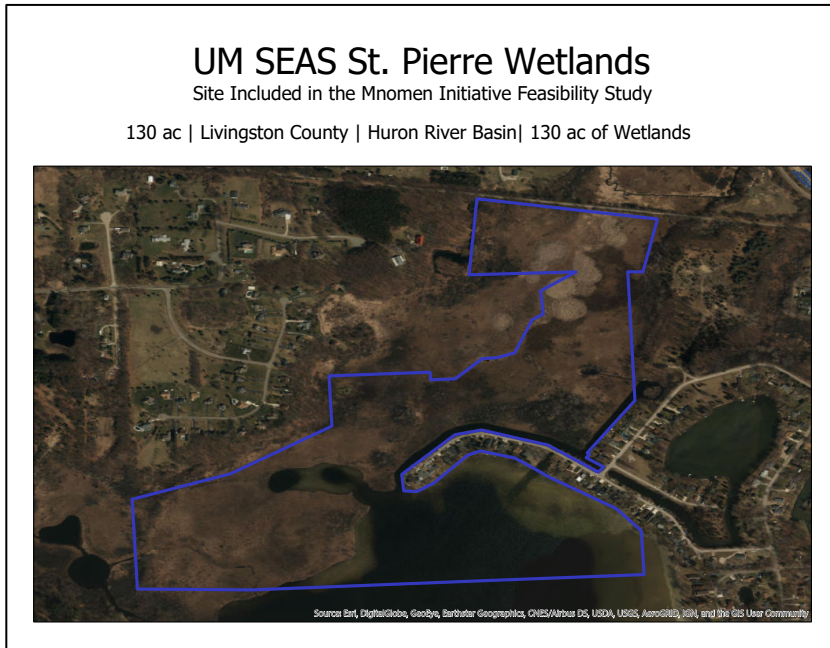 UM SEAS St. Pierre Wetlands
Site Included in the Mnomen Initiative Feasibility Study
130 ac | Livingston County | Huron River Basin| 130 ac of Wetlands
Source: Esri, DigitalGlobe, GeoEye, Earthstar Geographics, CNES/Airbus DS, USDA, USGS, AeroGRID, IGN, and the GIS User Community